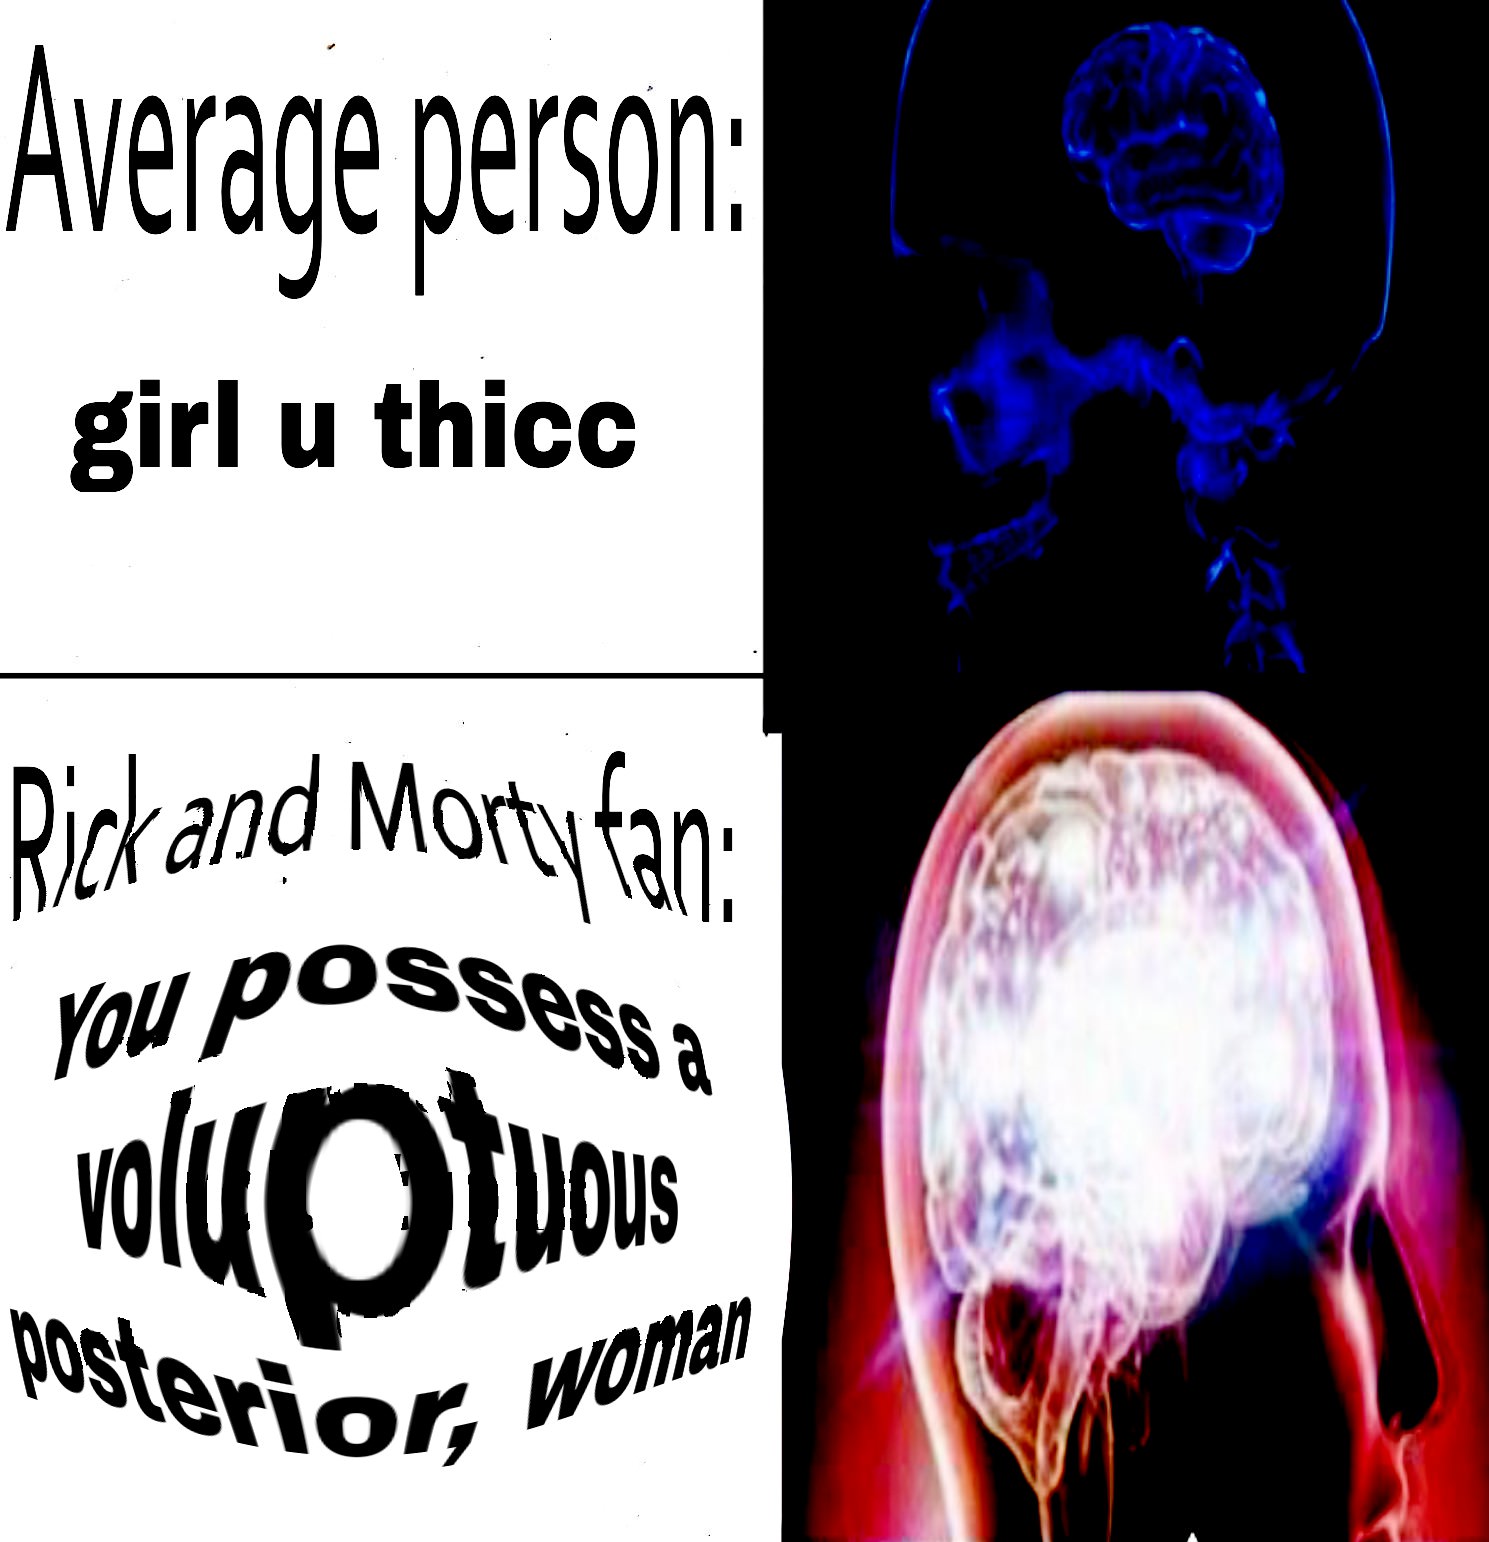 Average person:
girl u thicc
Rick and Morty fan:
You possess a
voluptuous
posterior, woman